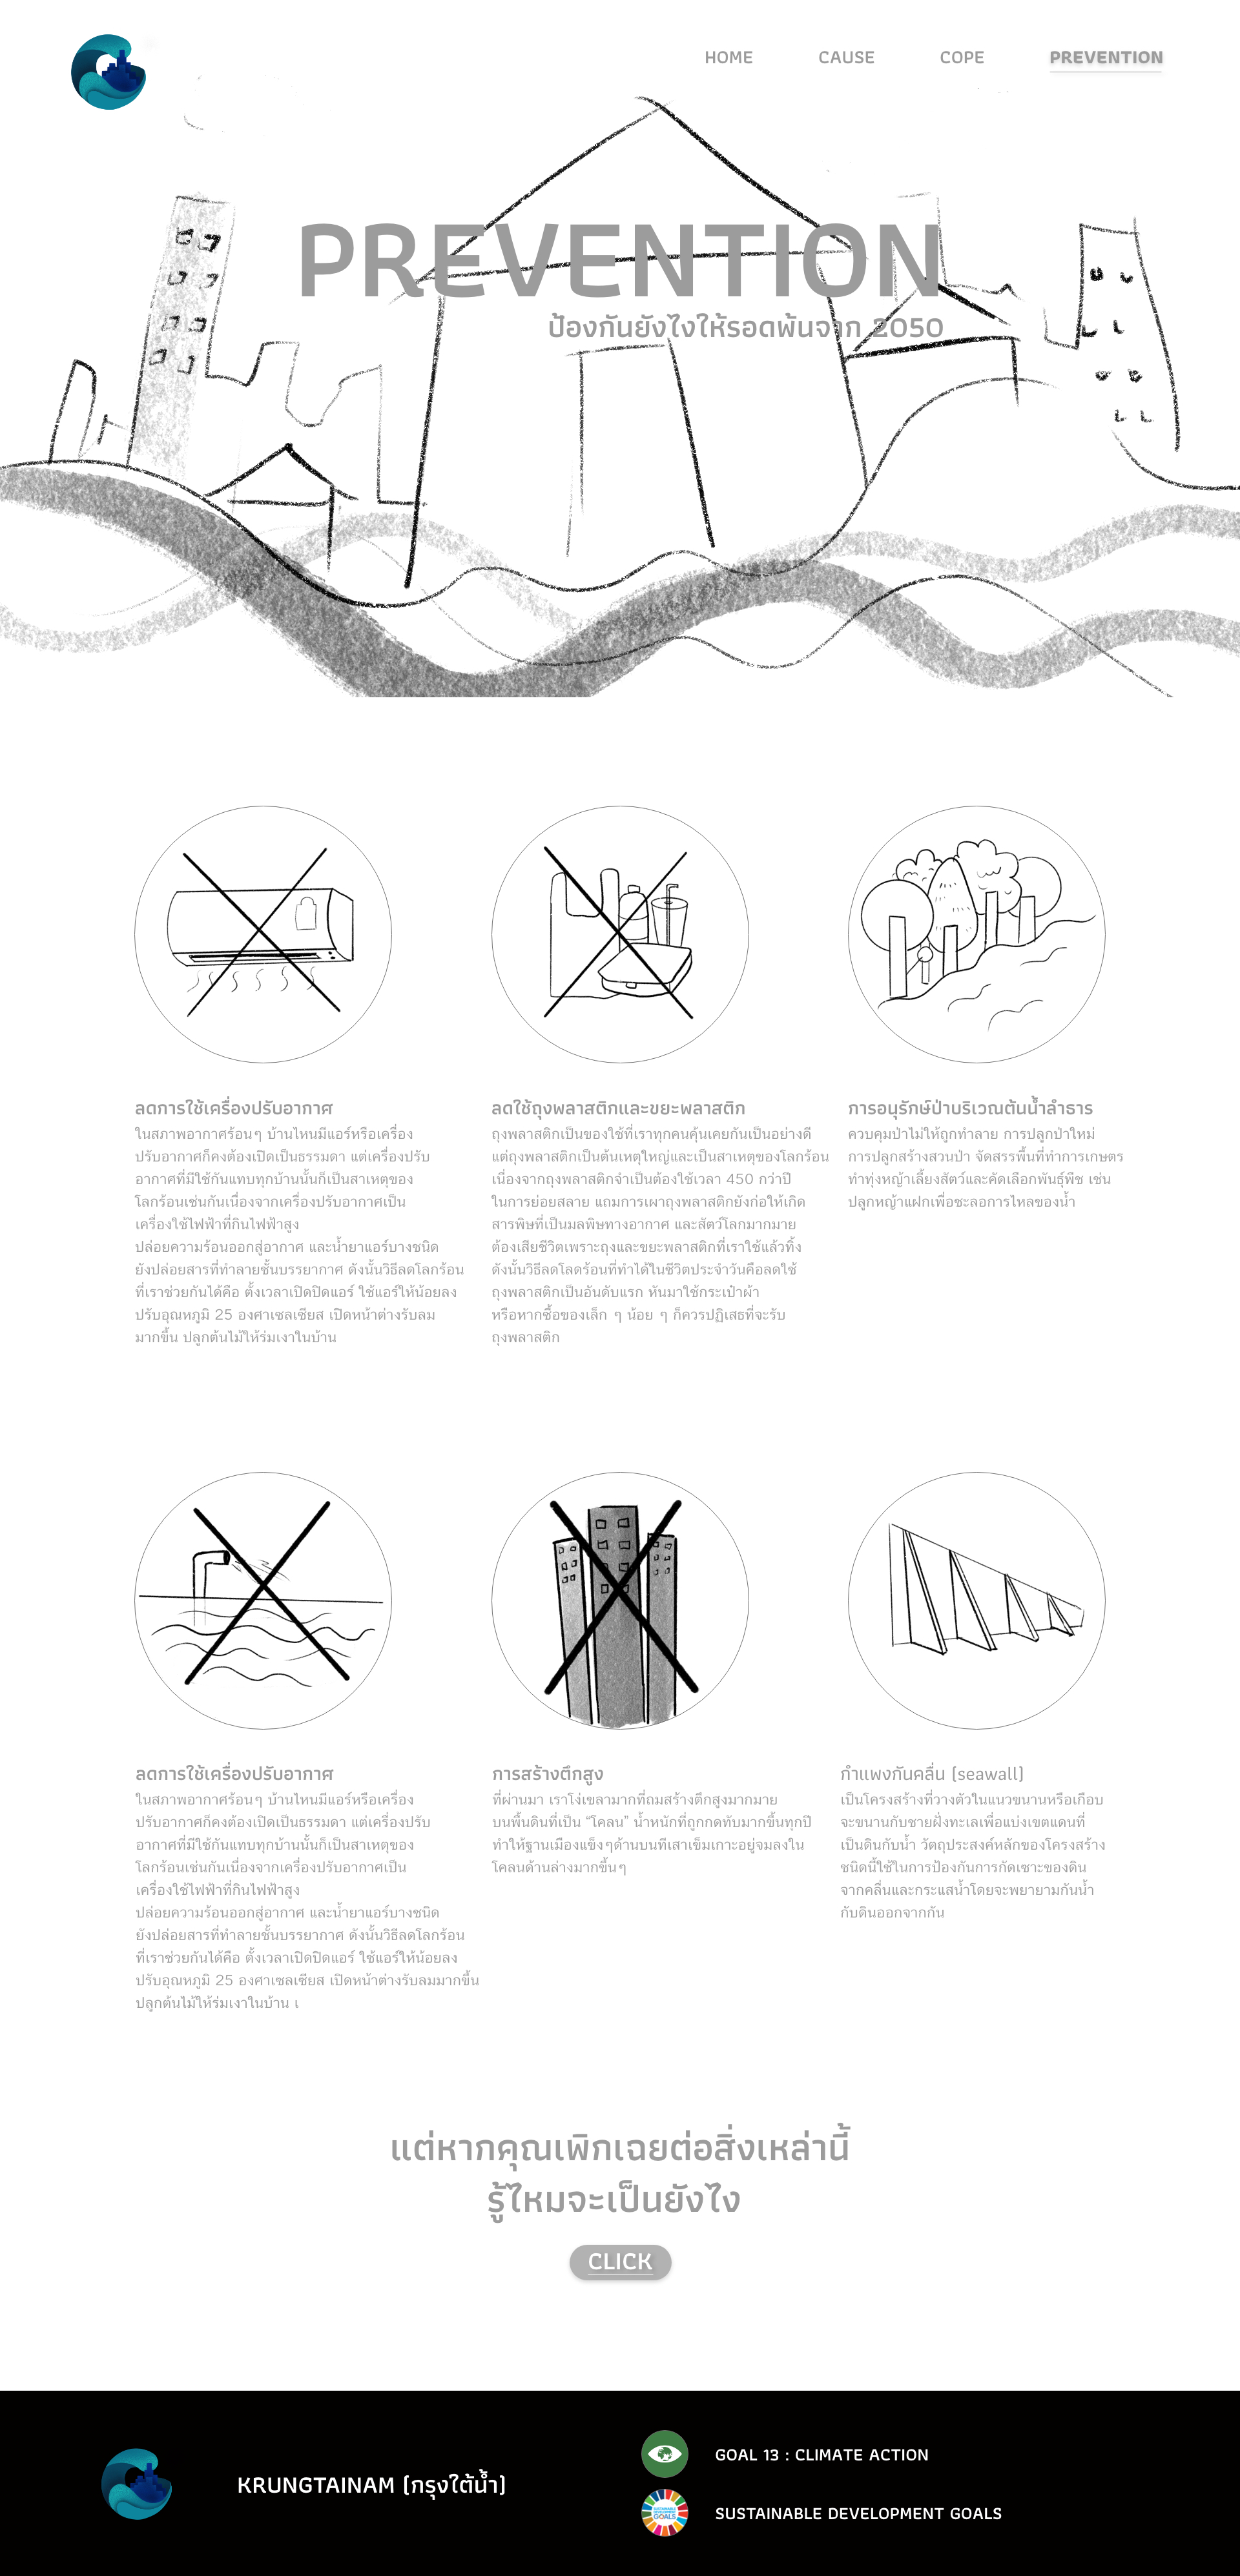 HOME CAUSE COPE PREVENTION
PREVENTION
ป้องกันยังไงให้รอดพ้นจาก 2050
ลดการใช้เครื่องปรับอากาศ
ในสภาพอากาศร้อนๆ บ้านไหนมีแอร์หรือเครื่อง
ปรับอากาศก็คงต้องเปิดเป็นธรรมดา แต่เครื่องปรับ
อากาศที่มีใช้กันแทบทุกบ้านนั้นก็เป็นสาเหตุของ
โลกร้อนเช่นกันเนื่องจากเครื่องปรับอากาศเป็น
เครื่องใช้ไฟฟ้าที่กินไฟฟ้าสูง
ปล่อยความร้อนออกสู่อากาศ และน้ำยาแอร์บางชนิด
ยังปล่อยสารที่ทำลายชั้นบรรยากาศ ดังนั้นวิธีลดโลกร้อน
ที่เราช่วยกันได้คือ ตั้งเวลาเปิดปิดแอร์ ใช้แอร์ให้น้อยลง
ปรับอุณหภูมิ 25 องศาเซลเซียส เปิดหน้าต่างรับลม
มากขึ้น ปลูกต้นไม้ให้ร่มเงาในบ้าน
ลดใช้ถุงพลาสติกและขยะพลาสติก
ถุงพลาสติกเป็นของใช้ที่เราทุกคนคุ้นเคยกันเป็นอย่างดี
แต่ถุงพลาสติกเป็นต้นเหตุใหญ่และเป็นสาเหตุของโลกร้อน
เนื่องจากถุงพลาสติกจำเป็นต้องใช้เวลา 450 กว่าปี
ในการย่อยสลาย แถมการเผาถุงพลาสติกยังก่อให้เกิด
สารพิษที่เป็นมลพิษทางอากาศ และสัตว์โลกมากมาย
ต้องเสียชีวิตเพราะถุงและขยะพลาสติกที่เราใช้แล้วทิ้ง
ดังนั้นวิธีลดโลดร้อนที่ทำได้ในชีวิตประจำวันคือลดใช้
ถุงพลาสติกเป็นอันดับแรก หันมาใช้กระเป๋าผ้า
หรือหากซื้อของเล็ก ๆ น้อย ๆ ก็ควรปฏิเสธที่จะรับ
ถุงพลาสติก
การอนุรักษ์ป่าบริเวณต้นน้ำลำธาร
ควบคุมป่าไม่ให้ถูกทำลาย การปลูกป่าใหม่
การปลูกสร้างสวนป่า จัดสรรพื้นที่ทำการเกษตร
ทำทุ่งหญ้าเลี้ยงสัตว์และคัดเลือกพันธุ์พืช เช่น
ปลูกหญ้าแฝกเพื่อชะลอการไหลของน้ำ
ลดการใช้เครื่องปรับอากาศ
ในสภาพอากาศร้อนๆ บ้านไหนมีแอร์หรือเครื่อง
ปรับอากาศก็คงต้องเปิดเป็นธรรมดา แต่เครื่องปรับ
อากาศที่มีใช้กันแทบทุกบ้านนั้นก็เป็นสาเหตุของ
โลกร้อนเช่นกันเนื่องจากเครื่องปรับอากาศเป็น
เครื่องใช้ไฟฟ้าที่กินไฟฟ้าสูง
ปล่อยความร้อนออกสู่อากาศ และน้ำยาแอร์บางชนิด
ยังปล่อยสารที่ทำลายชั้นบรรยากาศ ดังนั้นวิธีลดโลกร้อน
ที่เราช่วยกันได้คือ ตั้งเวลาเปิดปิดแอร์ ใช้แอร์ให้น้อยลง
ปรับอุณหภูมิ 25 องศาเซลเซียส เปิดหน้าต่างรับลมมากขึ้น
ปลูกต้นไม้ให้ร่มเงาในบ้าน เ
การสร้างตึกสูง
ที่ผ่านมา เราโง่เขลามากที่ถมสร้างตึกสูงมากมาย
บนพื้นดินที่เป็น “โคลน” น้ำหนักที่ถูกกดทับมากขึ้นทุกปี
ทำให้ฐานเมืองแข็งๆด้านบนที่เสาเข็มเกาะอยู่จมลงใน
โคลนด้านล่างมากขึ้นๆ
กำแพงกันคลื่น (seawall)
เป็นโครงสร้างที่วางตัวในแนวขนานหรือเกือบ
จะขนานกับชายฝั่งทะเลเพื่อแบ่งเขตแดนที่
เป็นดินกับน้ำ วัตถุประสงค์หลักของโครงสร้าง
ชนิดนี้ใช้ในการป้องกันการกัดเซาะของดิน
จากคลื่นและกระแสน้ำโดยจะพยายามกันน้ำ
กับดินออกจากกัน
แต่หากคุณเพิกเฉยต่อสิ่งเหล่านี้
รู้ไหมจะเป็นยังไง
CLICK
KRUNGTAINAM (กรุงใต้น้ำ)
GOAL 13 : CLIMATE ACTION
SUSTAINABLE DEVELOPMENT GOALS
SUSTAINABLE
DEVELOPMENT
GOALS